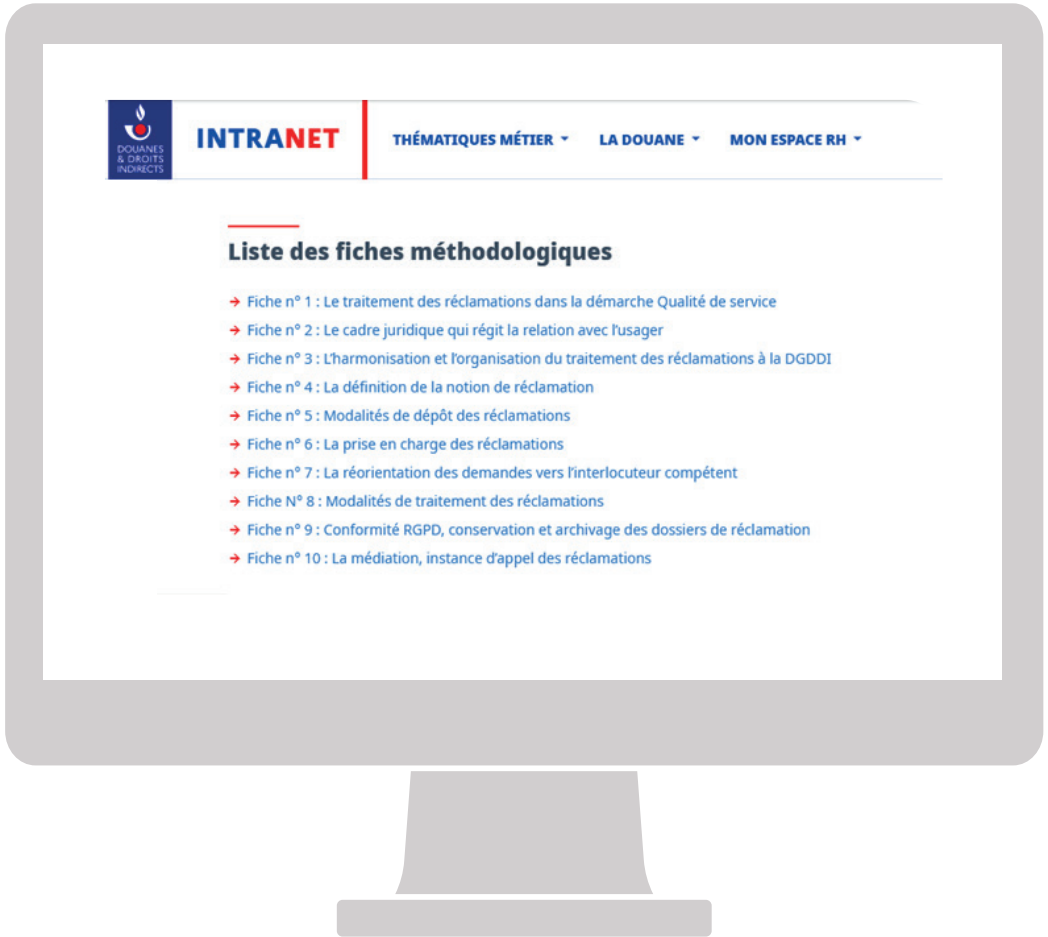 DOUANES
& DROITS
INDIRECTS
INTRANET
THÉMATIQUES MÉTIER
LA DOUANE
MON ESPACE RH
Liste des fiches méthodologiques
→ Fiche n° 1 : Le traitement des réclamations dans la démarche Qualité de service
→ Fiche n° 2 : Le cadre juridique qui régit la relation avec l'usager
→ Fiche n° 3 : L'harmonisation et l'organisation du traitement des réclamations à la DGDDI
→ Fiche n° 4 : La définition de la notion de réclamation
→ Fiche n° 5 : Modalités de dépôt des réclamations
→ Fiche n° 6 : La prise en charge des réclamations
→ Fiche n° 7 : La réorientation des demandes vers l'interlocuteur compétent
→ Fiche N° 8 : Modalités de traitement des réclamations
→ Fiche n° 9 : Conformité RGPD, conservation et archivage des dossiers de réclamation
→ Fiche n° 10 : La médiation, instance d'appel des réclamations